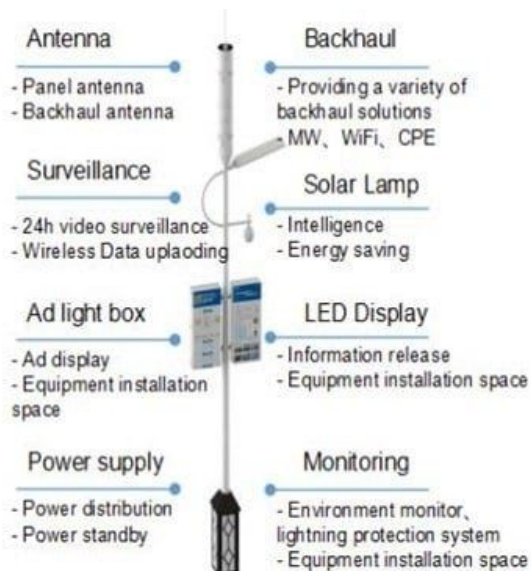 Antenna
- Panel antenna
- Backhaul antenna
Backhaul
- Providing a variety of
backhaul solutions
- MW、WiFi、CPE
Surveillance
- 24h video surveillance
- Wireless Data uplaoding
Solar Lamp
- Intelligence
- Energy saving
Ad light box
- Ad display
- Equipment installation
space
LED Display
- Information release
- Equipment installation space
Power supply
- Power distribution
- Power standby
Monitoring
- Environment monitor、
lightning protection system
- Equipment installation space